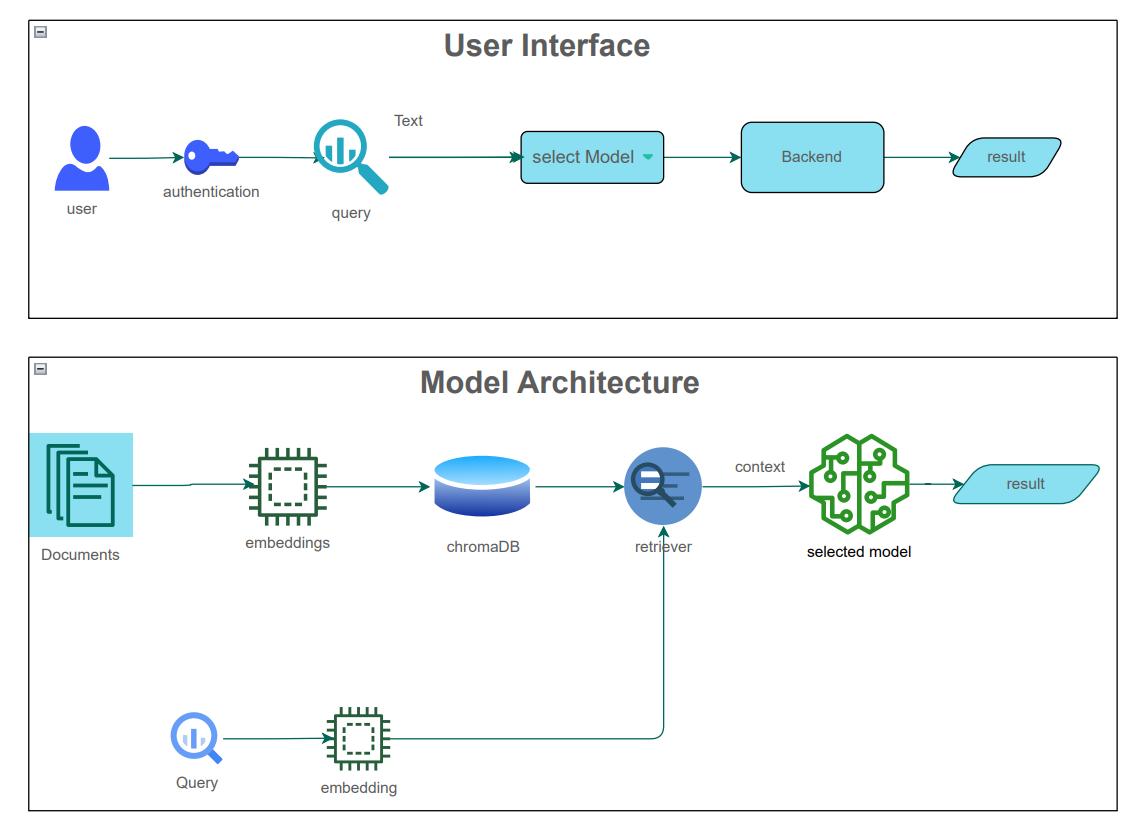 User Interface
Text
select Model
Backend
result
authentication
user
query
Model Architecture
context
result
embeddings
chromaDB
retriever
selected model
Documents
Query
embedding